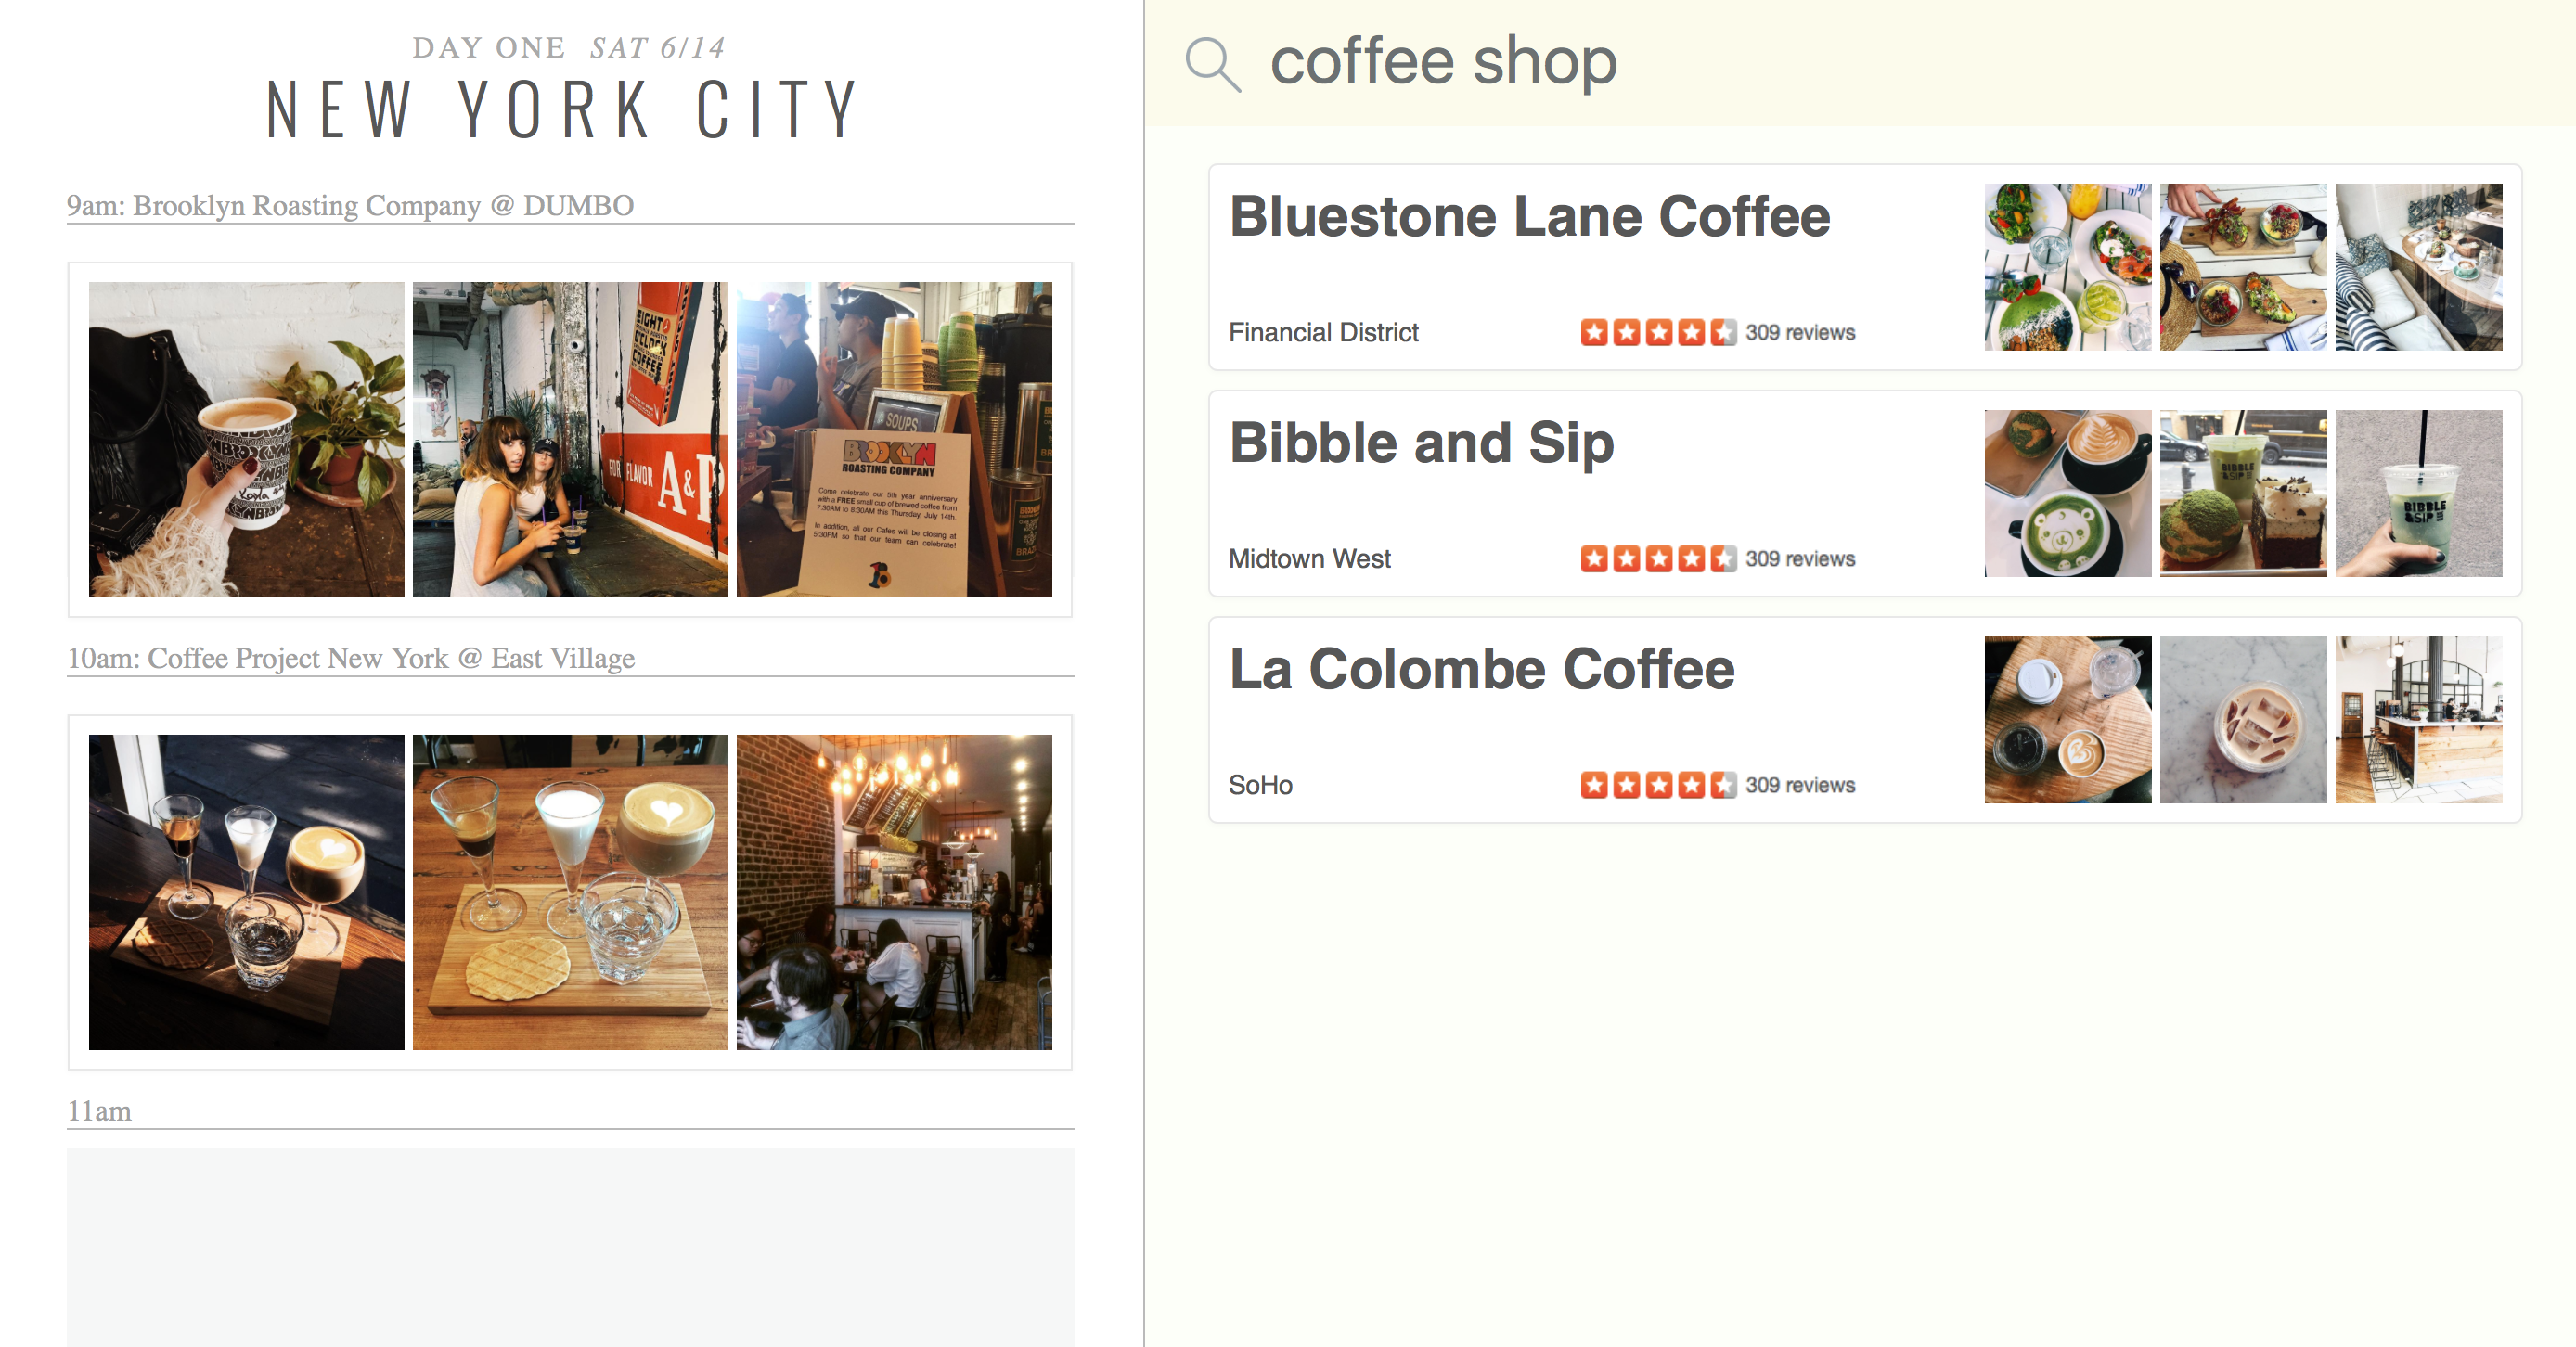 DAY ONE SAT 6/14
NEW YORK CITY
9am: Brooklyn Roasting Company @ DUMBO
EIGHT
O'CLOCK
COFFEE
FOR FLAVOR A&P
SOUPS
BROOKLYN
ROASTING COMPANY
Come celebrate our 5th year anniversary
with a FREE small cup of brewed coffee from
7:30AM to 8:30AM this Thursday, July 14th.
In addition, all our Cafes will be closing at
5:30PM so that our team can celebrate!
10am: Coffee Project New York @ East Village
11am
coffee shop
Bluestone Lane Coffee
Financial District
309 reviews
Bibble and Sip
Midtown West
309 reviews
BIBBLE
&SIP
BIBBLE
&SIP
La Colombe Coffee
SoHo
309 reviews